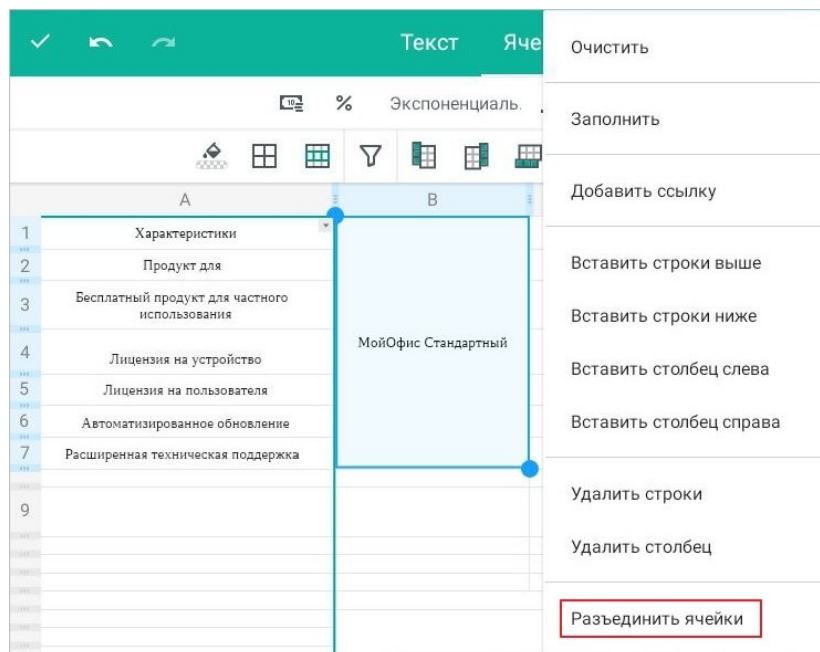 Текст Яче
% Экспоненциаль.
A B
1 Характеристики
2 Продукт для
3 Бесплатный продукт для частного
использования
4 Лицензия на устройство
5 Лицензия на пользователя
6 Автоматизированное обновление
7 Расширенная техническая поддержка
9
МойОфис Стандартный
Очистить
Заполнить
Добавить ссылку
Вставить строки выше
Вставить строки ниже
Вставить столбец слева
Вставить столбец справа
Удалить строки
Удалить столбец
Разъединить ячейки